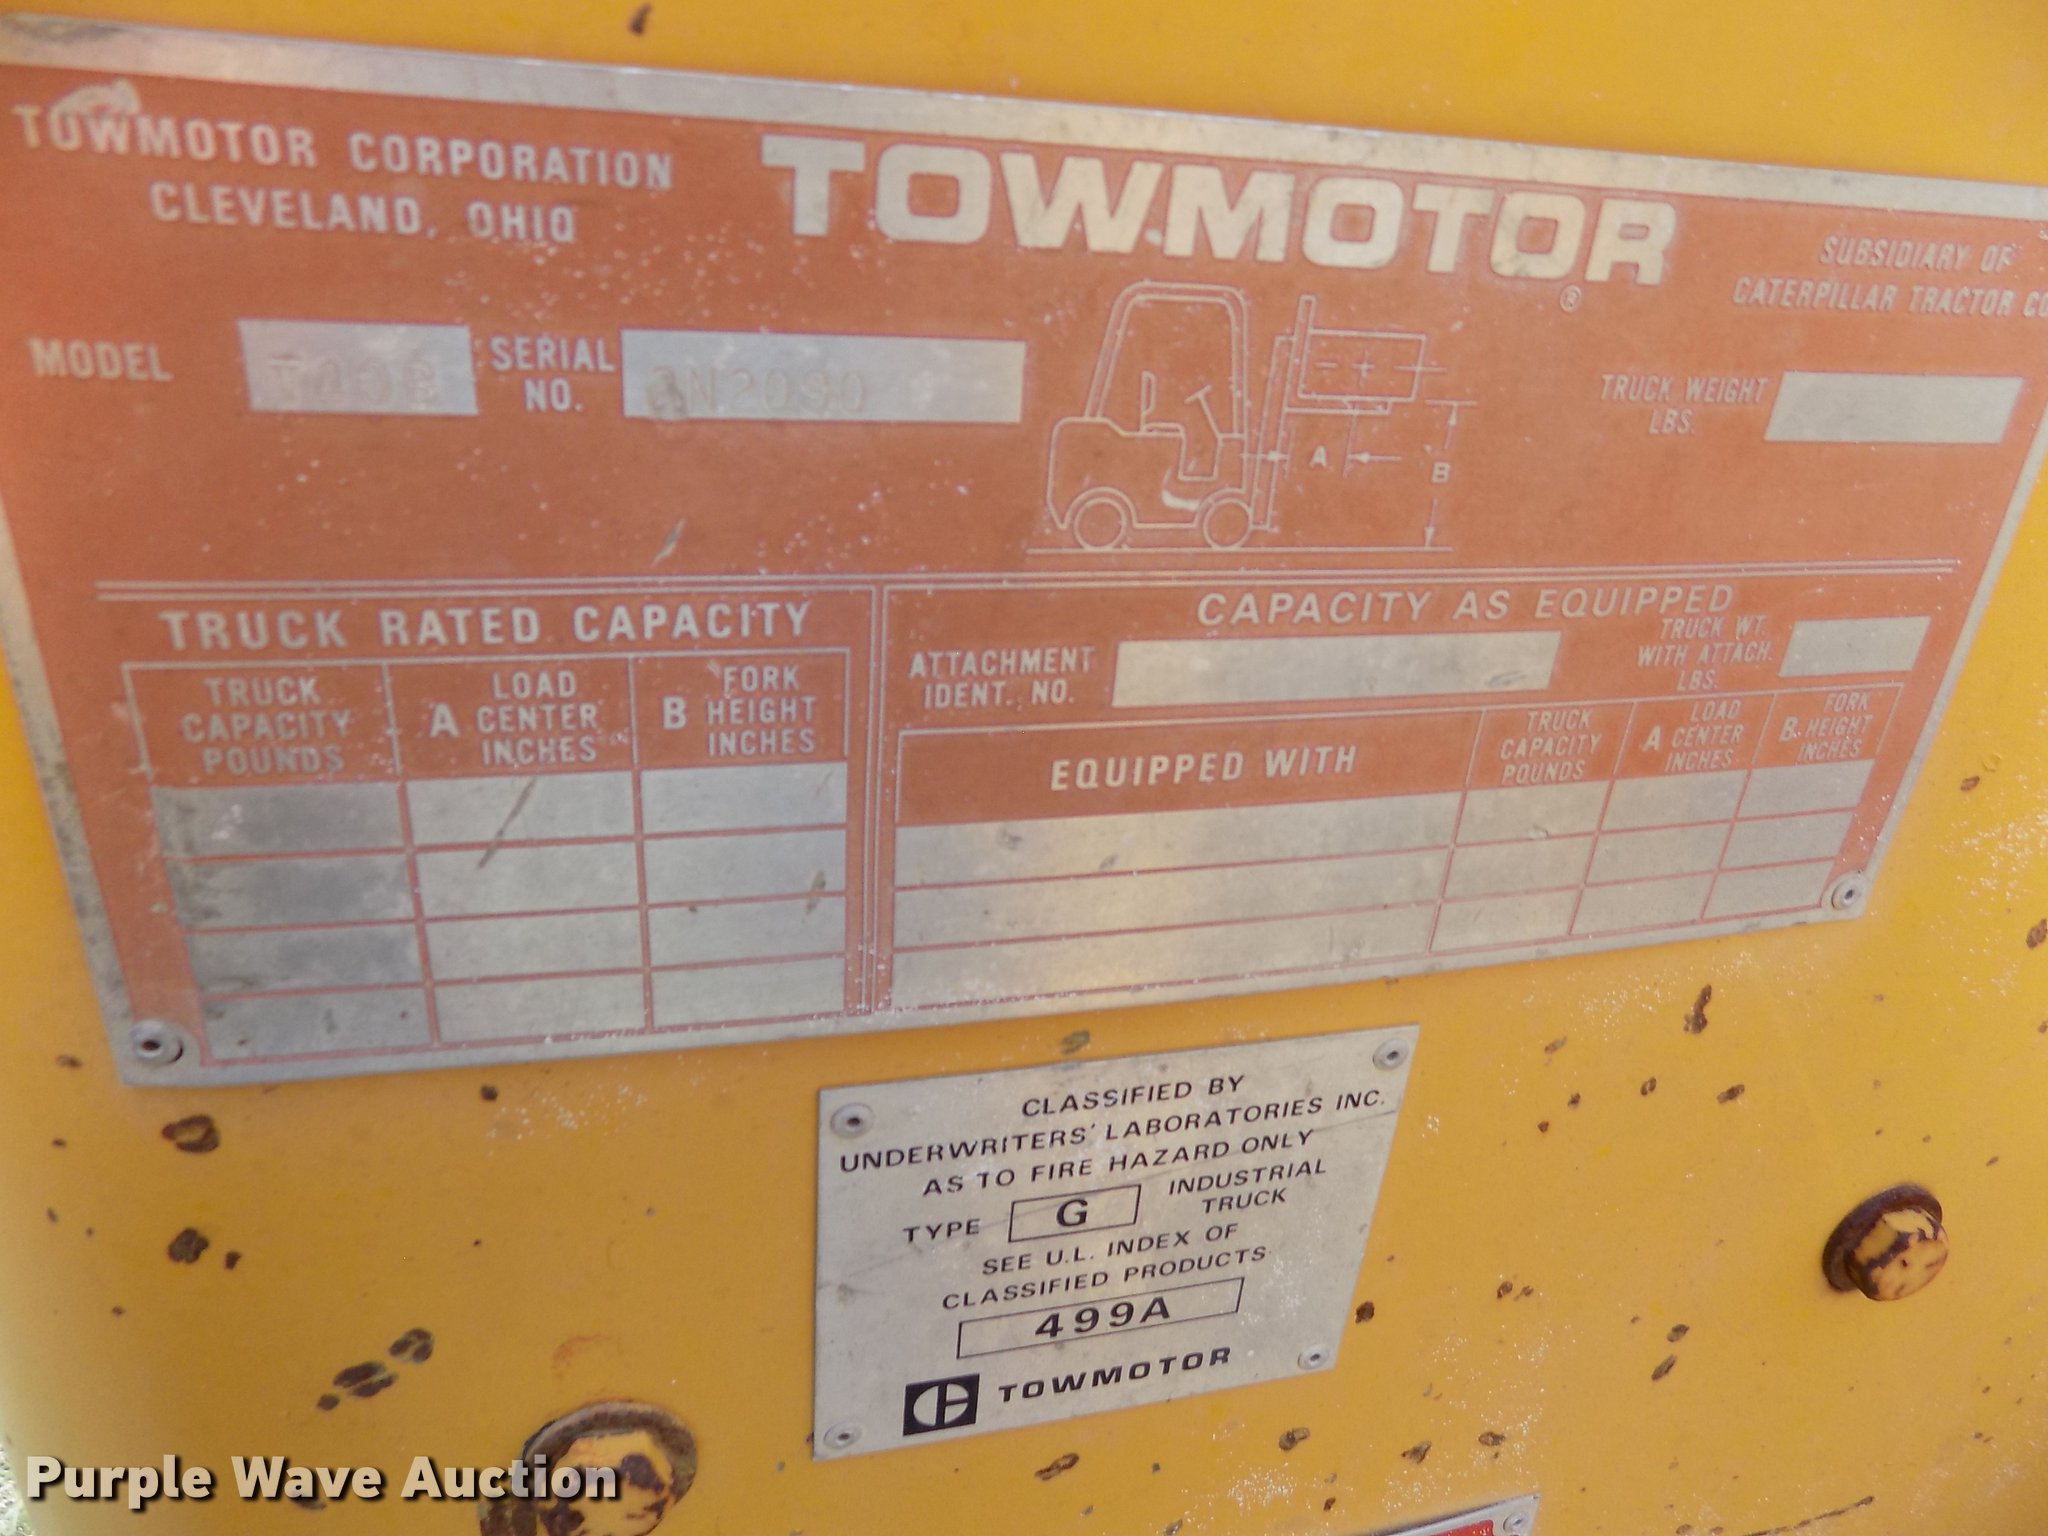 TOWMOTOR CORPORATION
CLEVELAND, OHIO
TOWMOTOR
®
SUBSIDIARY OF
CATERPILLAR TRACTOR CO
MODEL T40B
SERIAL
NO.
TRUCK WEIGHT
LBS.
A
B
TRUCK RATED CAPACITY
TRUCK
CAPACITY
POUNDS
A LOAD
CENTER
INCHES
B FORK
HEIGHT
INCHES
CAPACITY AS EQUIPPED
ATTACHMENT
IDENT. NO.
TRUCK WT.
WITH ATTACH.
LBS.
EQUIPPED WITH
TRUCK
CAPACITY
POUNDS
A LOAD
CENTER
INCHES
B FORK
HEIGHT
INCHES
CLASSIFIED BY
UNDERWRITERS' LABORATORIES INC.
AS TO FIRE HAZARD ONLY
TYPE G INDUSTRIAL
TRUCK
SEE U.L. INDEX OF
CLASSIFIED PRODUCTS
499A
TOWMOTOR
Purple Wave Auction